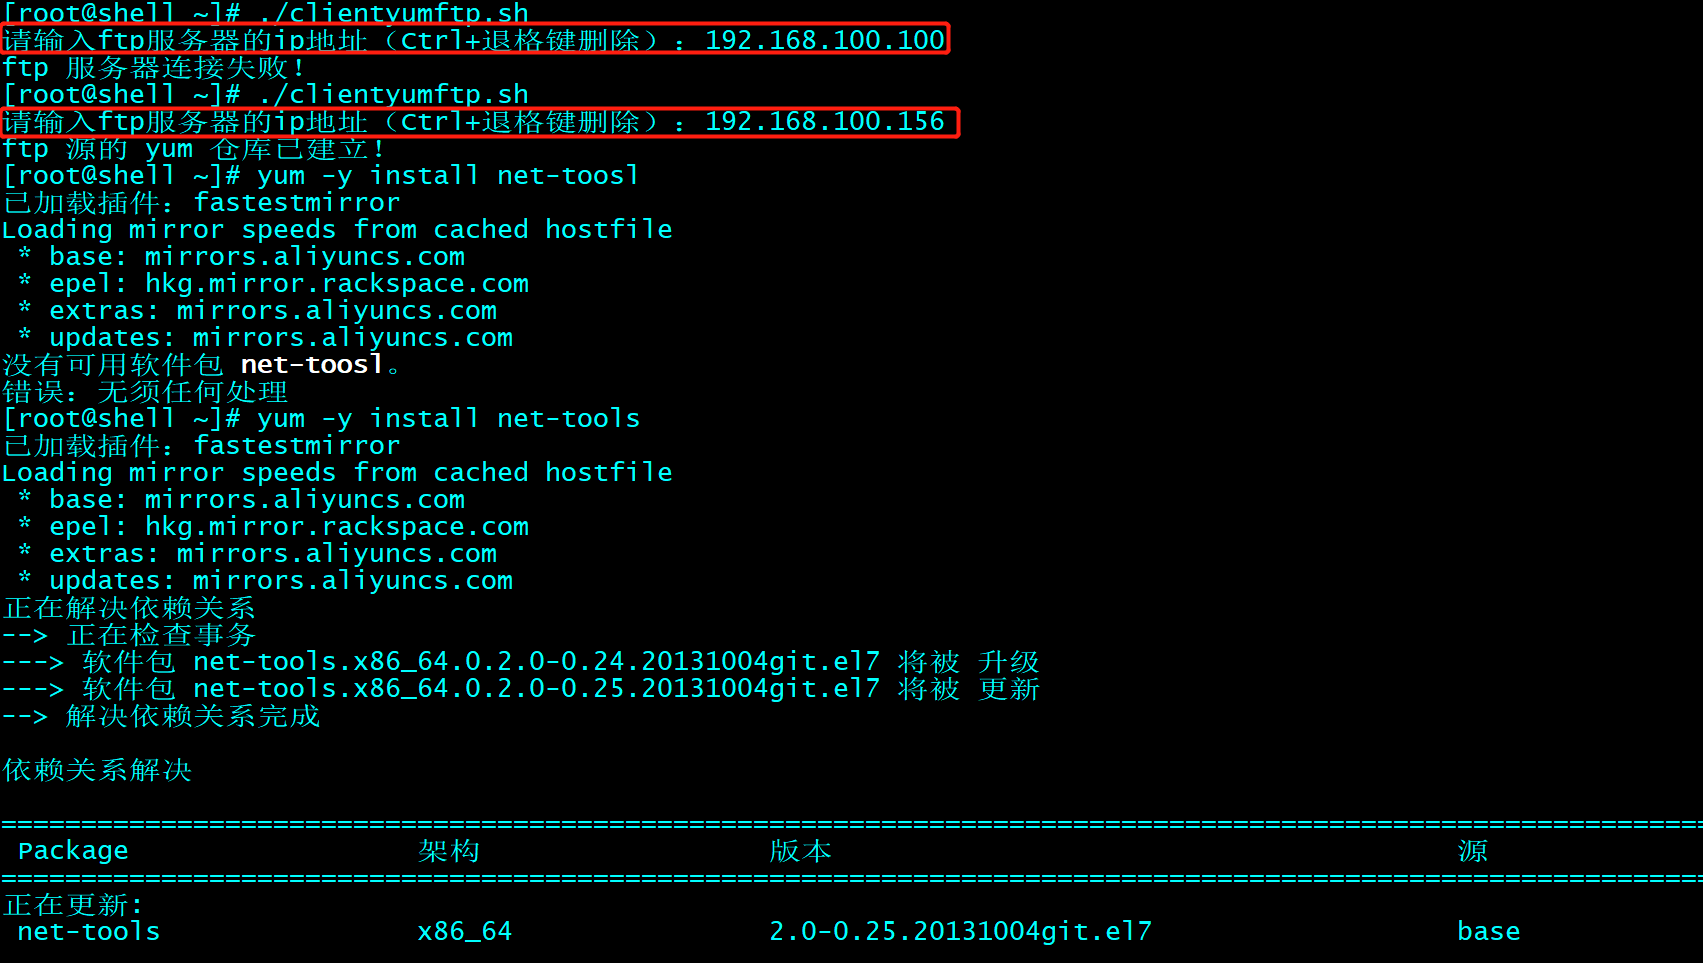 [root@shell ~]# ./clientyumftp.sh
请输入ftp服务器的ip地址（Ctrl+退格键删除）：192.168.100.100
ftp 服务器连接失败！
[root@shell ~]# ./clientyumftp.sh
请输入ftp服务器的ip地址（Ctrl+退格键删除）：192.168.100.156
ftp 源的 yum 仓库已建立！
[root@shell ~]# yum -y install net-toosl
已加载插件：fastestmirror
Loading mirror speeds from cached hostfile
 * base: mirrors.aliyuncs.com
 * epel: hkg.mirror.rackspace.com
 * extras: mirrors.aliyuncs.com
 * updates: mirrors.aliyuncs.com
没有可用软件包 net-toosl。
错误：无须任何处理
[root@shell ~]# yum -y install net-tools
已加载插件：fastestmirror
Loading mirror speeds from cached hostfile
 * base: mirrors.aliyuncs.com
 * epel: hkg.mirror.rackspace.com
 * extras: mirrors.aliyuncs.com
 * updates: mirrors.aliyuncs.com
正在解决依赖关系
--> 正在检查事务
---> 软件包 net-tools.x86_64.0.2.0-0.24.20131004git.el7 将被 升级
---> 软件包 net-tools.x86_64.0.2.0-0.25.20131004git.el7 将被 更新
--> 解决依赖关系完成
依赖关系解决
Package 架构 版本 源
正在更新:
net-tools x86_64 2.0-0.25.20131004git.el7 base